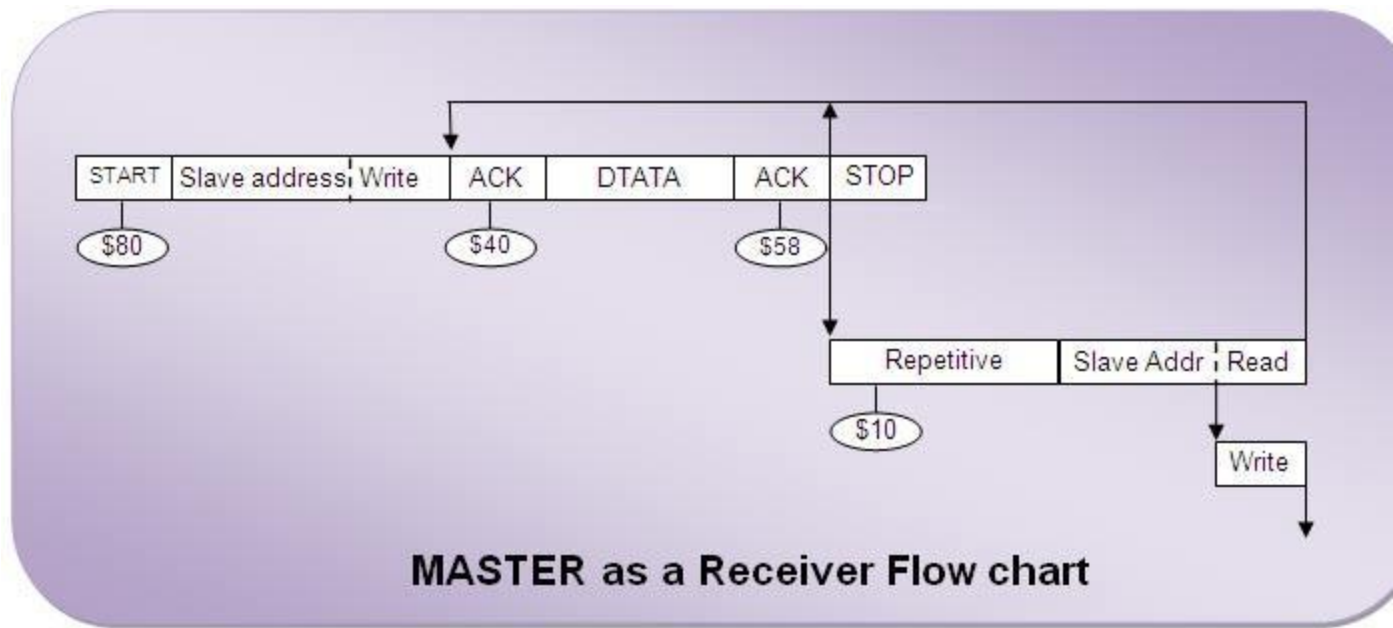 START Slave address Write ACK DTATA ACK STOP
$80 $40 $58
Repetitive Slave Addr Read
$10
Write
MASTER as a Receiver Flow chart